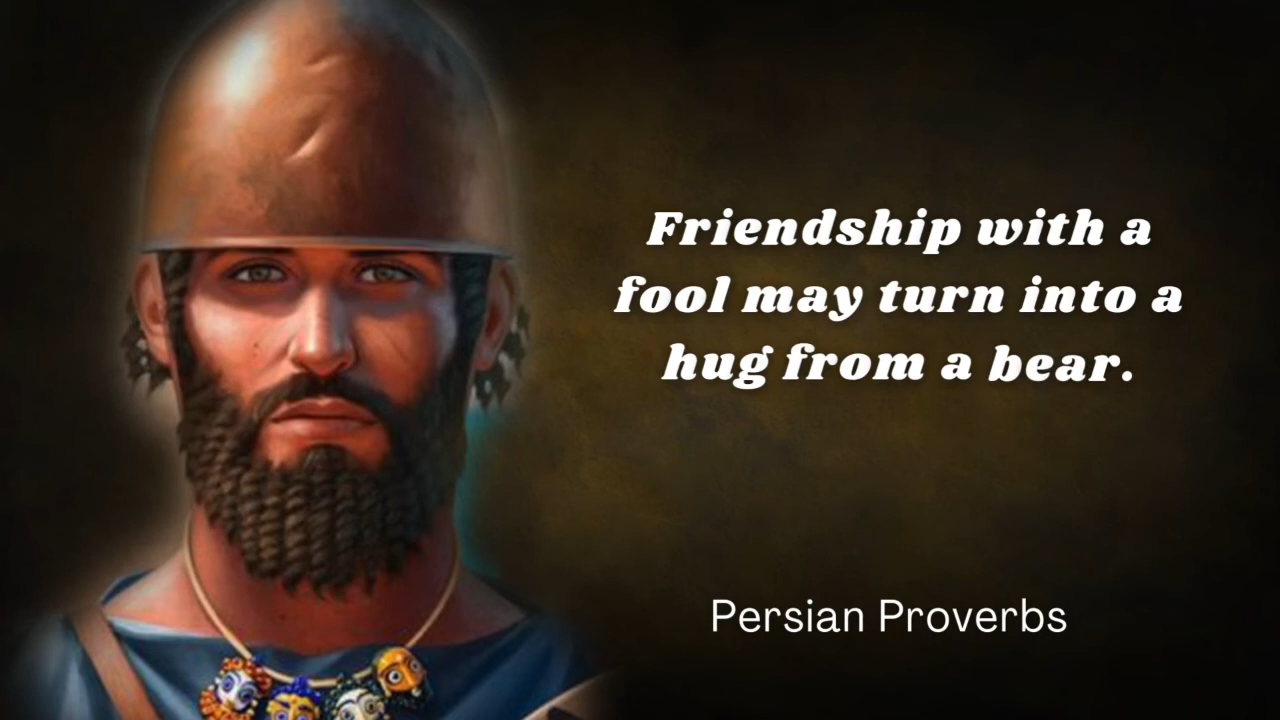 Friendship with a
fool may turn into a
hug from a bear.
Persian Proverbs